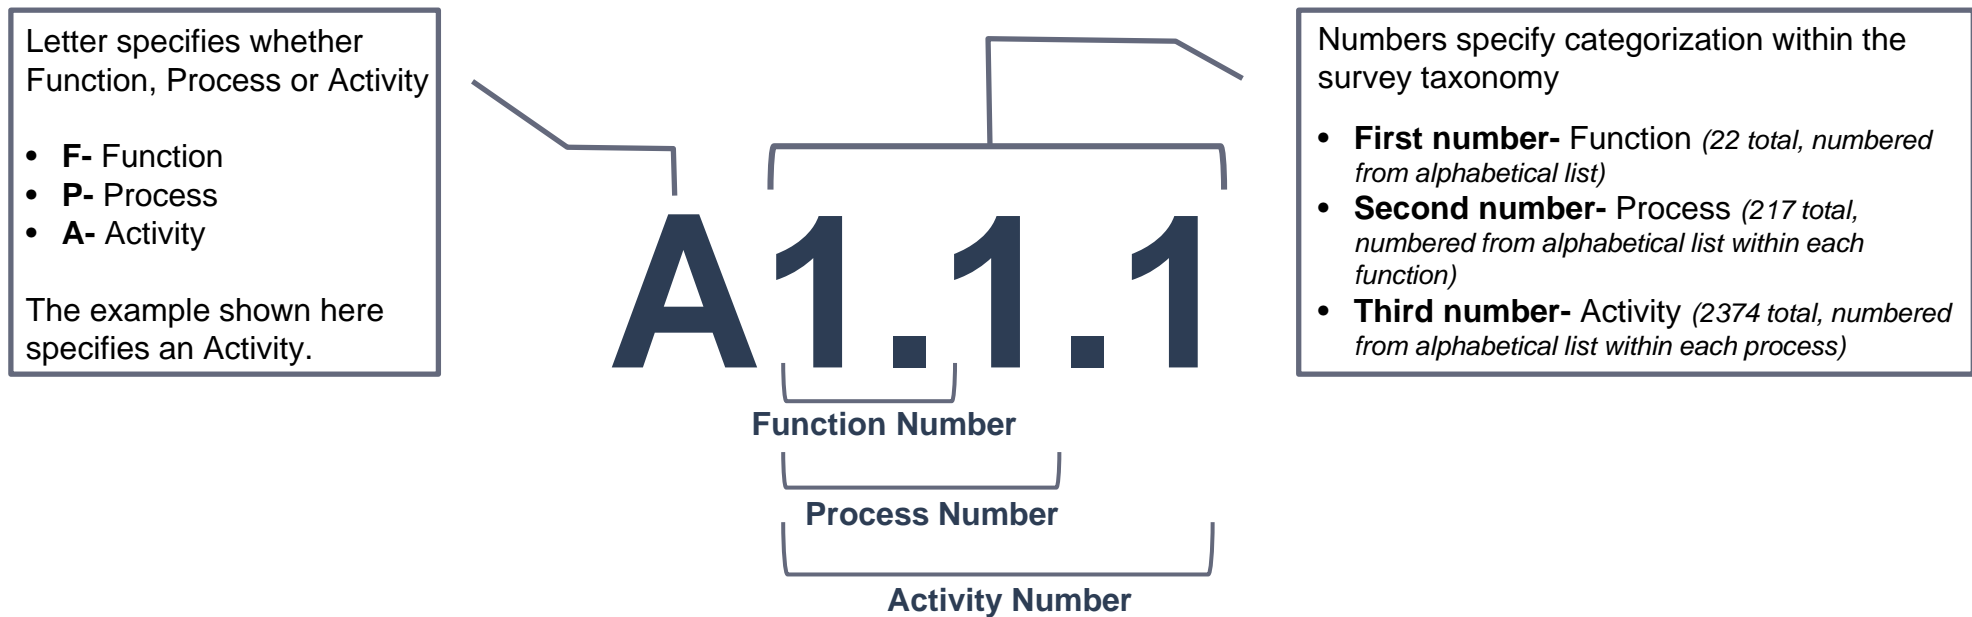 Letter specifies whether
Function, Process or Activity
• F- Function
• P- Process
• A- Activity
The example shown here
specifies an Activity.
A1.1.1
Function Number
Process Number
Activity Number
Numbers specify categorization within the
survey taxonomy
• First number- Function (22 total, numbered
from alphabetical list)
• Second number- Process (217 total,
numbered from alphabetical list within each
function)
• Third number- Activity (2374 total, numbered
from alphabetical list within each process)